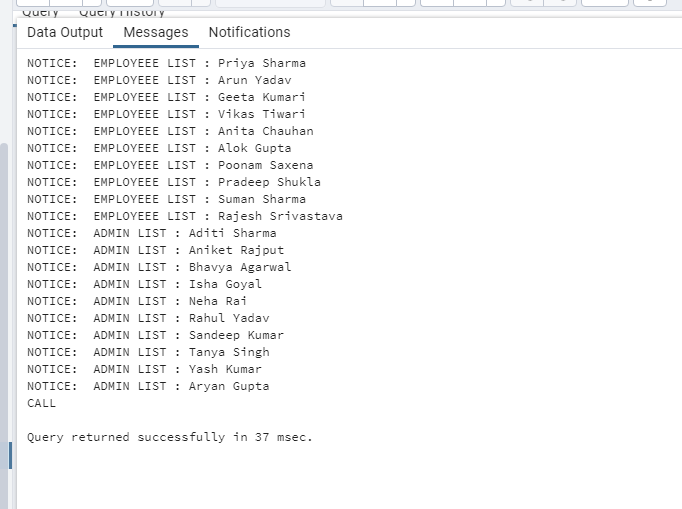 Query Query History
Data Output Messages Notifications
NOTICE:  EMPLOYEEE LIST : Priya Sharma
NOTICE:  EMPLOYEEE LIST : Arun Yadav
NOTICE:  EMPLOYEEE LIST : Geeta Kumari
NOTICE:  EMPLOYEEE LIST : Vikas Tiwari
NOTICE:  EMPLOYEEE LIST : Anita Chauhan
NOTICE:  EMPLOYEEE LIST : Alok Gupta
NOTICE:  EMPLOYEEE LIST : Poonam Saxena
NOTICE:  EMPLOYEEE LIST : Pradeep Shukla
NOTICE:  EMPLOYEEE LIST : Suman Sharma
NOTICE:  EMPLOYEEE LIST : Rajesh Srivastava
NOTICE:  ADMIN LIST : Aditi Sharma
NOTICE:  ADMIN LIST : Aniket Rajput
NOTICE:  ADMIN LIST : Bhavya Agarwal
NOTICE:  ADMIN LIST : Isha Goyal
NOTICE:  ADMIN LIST : Neha Rai
NOTICE:  ADMIN LIST : Rahul Yadav
NOTICE:  ADMIN LIST : Sandeep Kumar
NOTICE:  ADMIN LIST : Tanya Singh
NOTICE:  ADMIN LIST : Yash Kumar
NOTICE:  ADMIN LIST : Aryan Gupta
CALL
Query returned successfully in 37 msec.